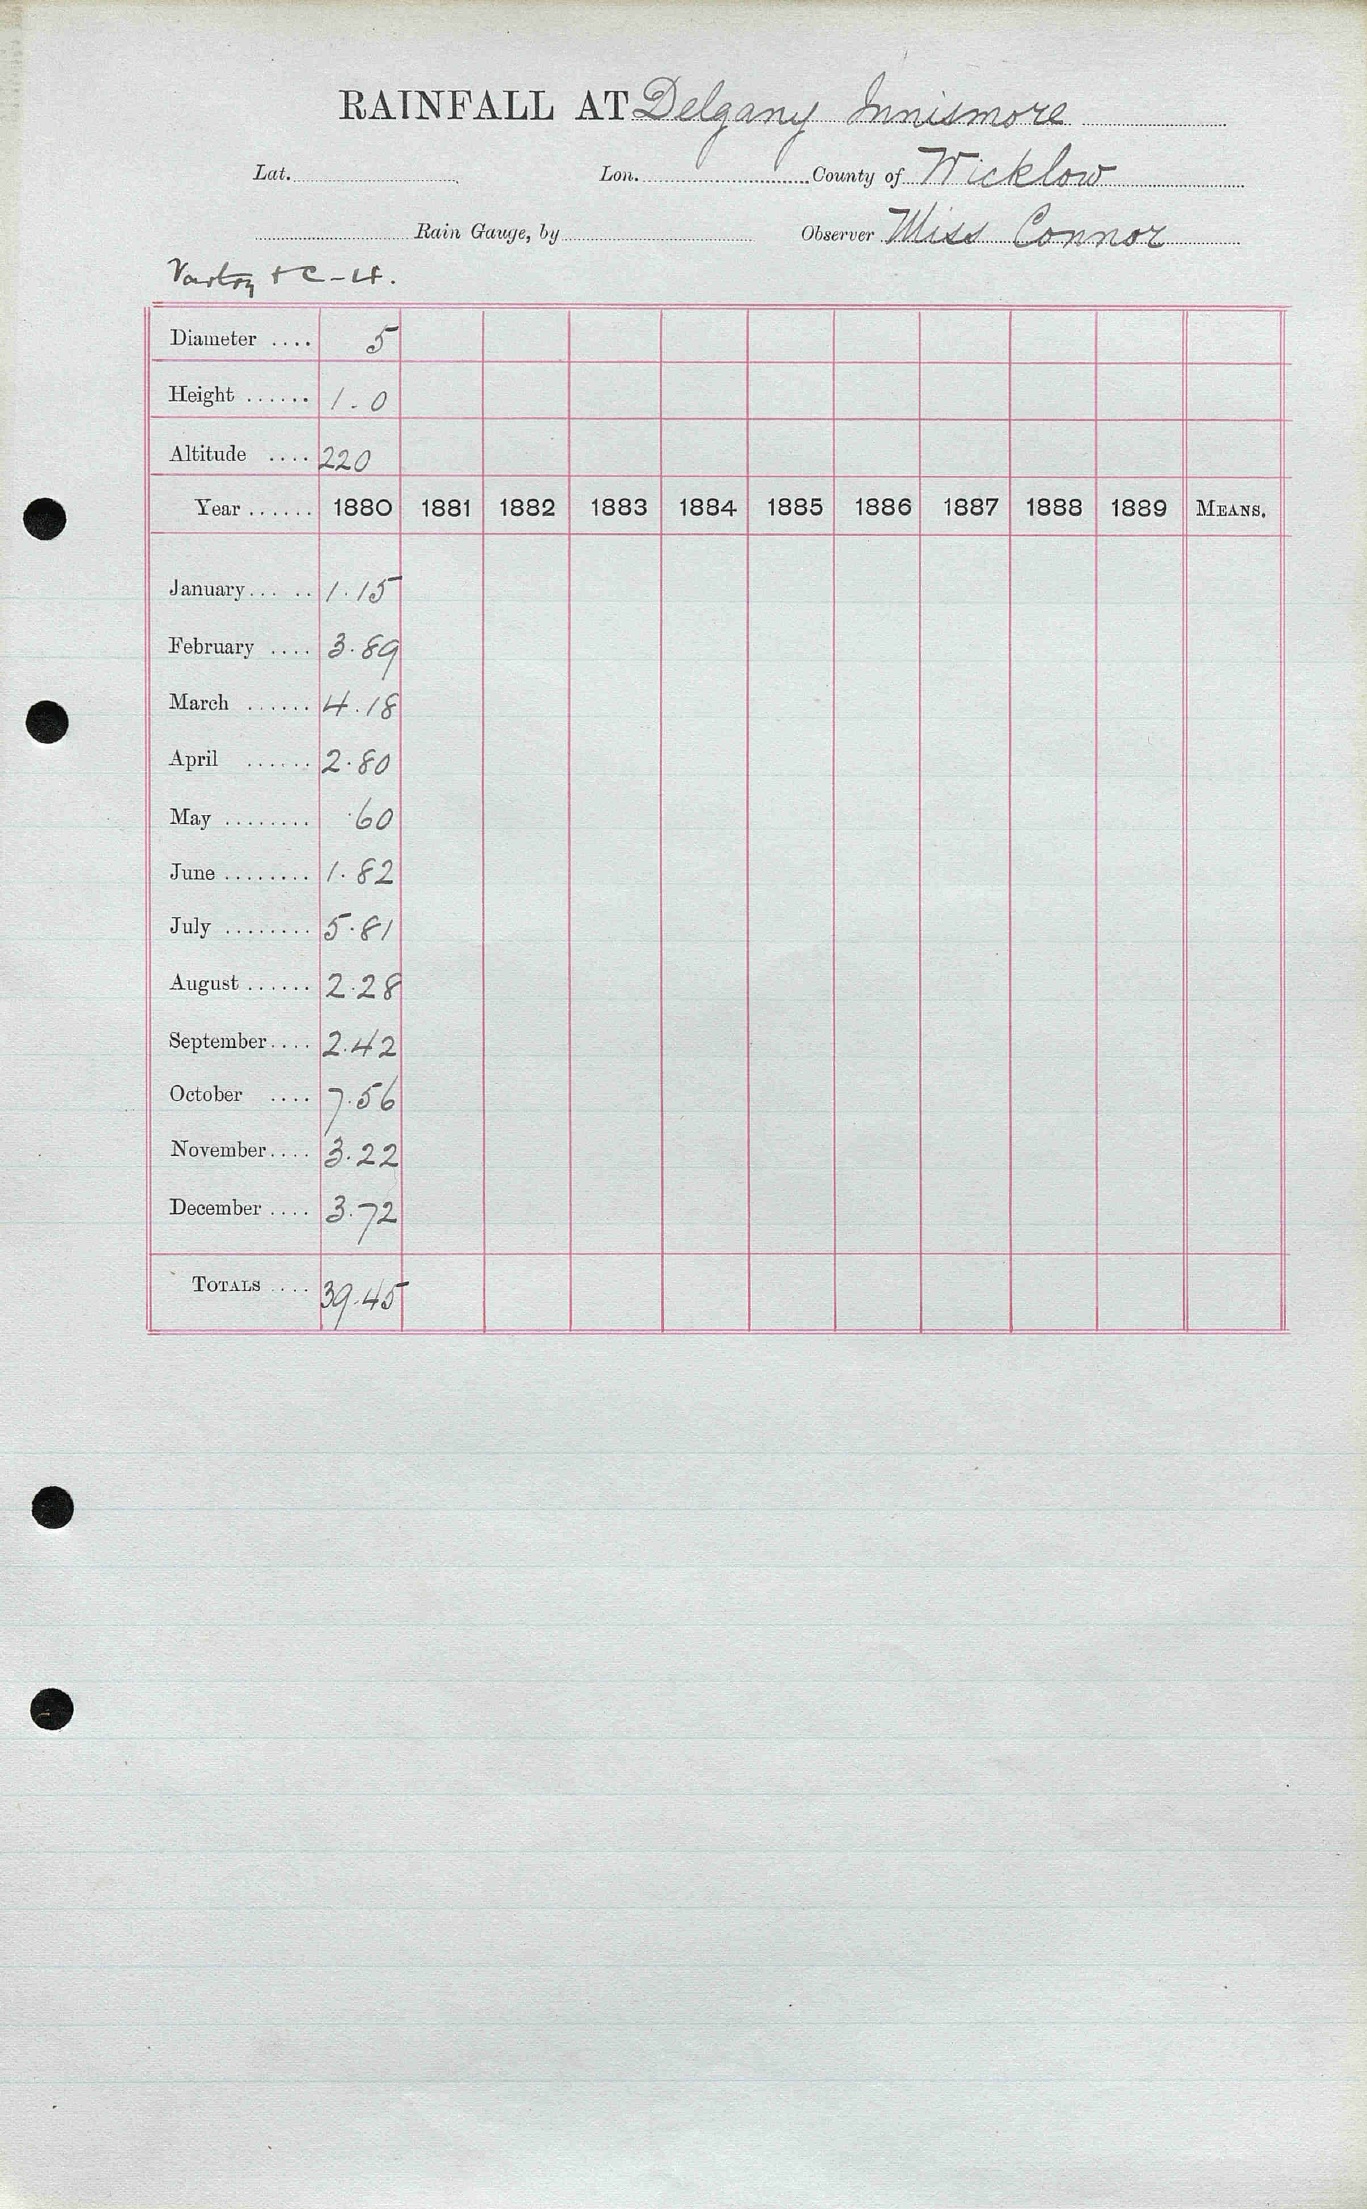 RAINFALL AT Delgany Innismore
Lat. Lon. County of Wicklow
Rain Gauge, by Observer Miss Connor
Vartry + C - 4.
Diameter .... 5
Height ...... 1.0
Altitude .... 220
Year ...... 1880 1881 1882 1883 1884 1885 1886 1887 1888 1889 MEANS.
January... .. 1.15
February .... 3.89
March ...... 4.18
April ...... 2.80
May ........ .60
June ........ 1.82
July ........ 5.81
August ...... 2.28
September.... 2.42
October .... 7.56
November.... 3.22
December .... 3.72
TOTALS .... 39.45